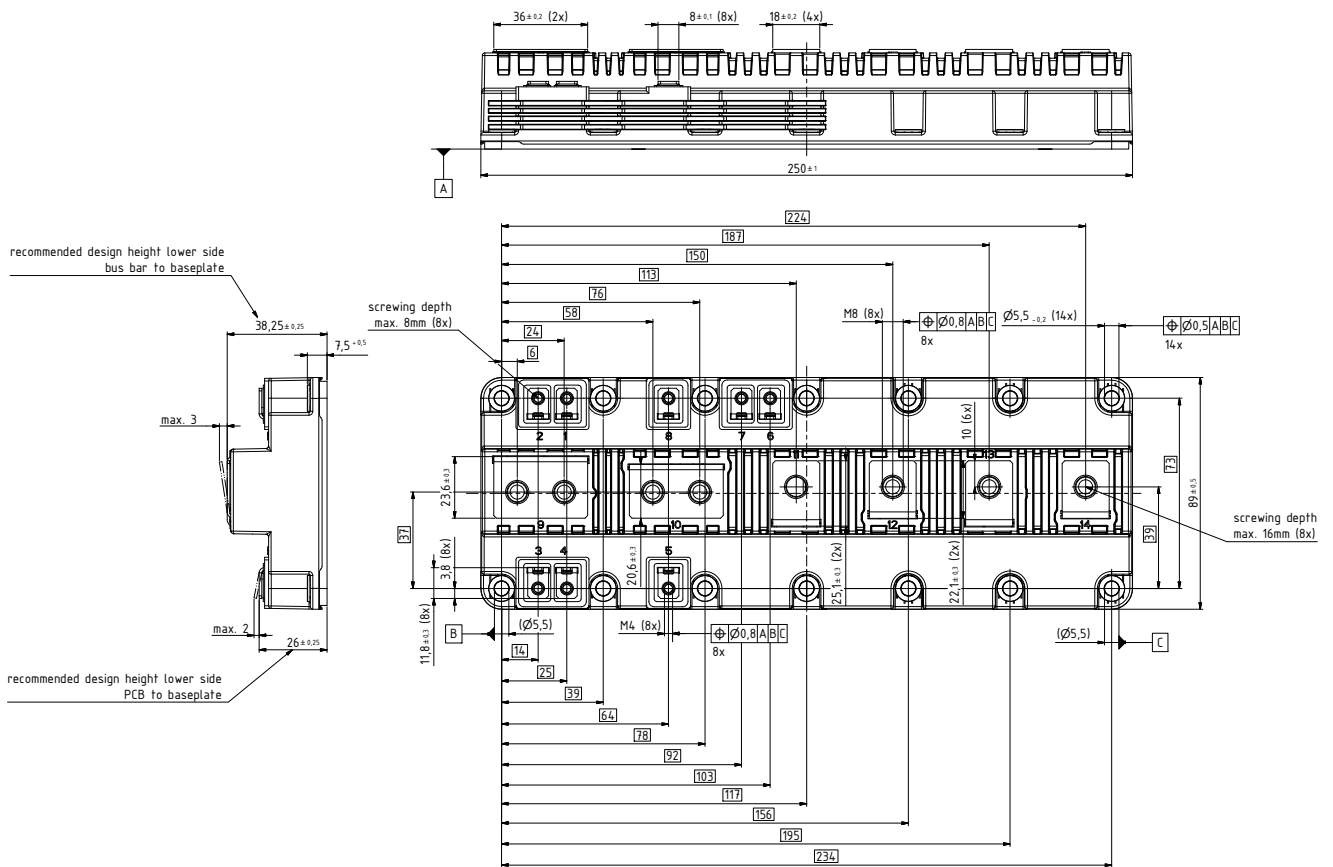 36±0,2 (2x)
8±0,1 (8x)
18±0,2 (4x)
A
250±1
224
187
150
113
76
58
24
6
recommended design height lower side
bus bar to baseplate
38,25±0,25
7,5 +0,5
max. 3
screwing depth
max. 8mm (8x)
M8 (8x)
⌖ Ø0,8 A B C
8x
Ø5,5 -0,2 (14x)
⌖ Ø0,5 A B C
14x
2 1 8 7 6
10 (6x)
11 13
23,6±0,3
37
9 10 12 14
73
89±0,5
39
screwing depth
max. 16mm (8x)
3 4 5
3,8 (8x)
20,6±0,3
25,1±0,3 (2x)
22,1±0,3 (2x)
11,8±0,3 (8x)
max. 2
26±0,25
B
(Ø5,5)
M4 (8x)
⌖ Ø0,8 A B C
8x
(Ø5,5)
C
recommended design height lower side
PCB to baseplate
14
25
39
64
78
92
103
117
156
195
234